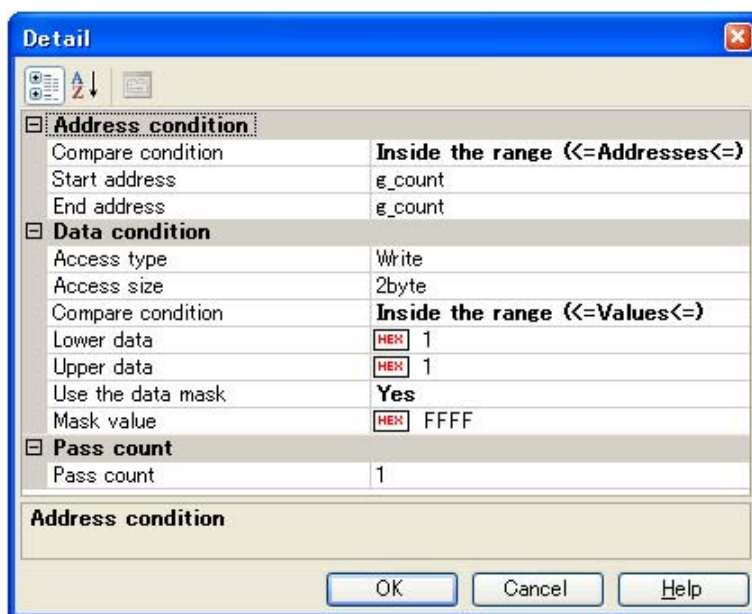 Detail
A Z
Address condition
Compare condition Inside the range (<=Addresses<=)
Start address g_count
End address g_count
Data condition
Access type Write
Access size 2byte
Compare condition Inside the range (<=Values<=)
Lower data HEX 1
Upper data HEX 1
Use the data mask Yes
Mask value HEX FFFF
Pass count
Pass count 1
Address condition
OK Cancel Help